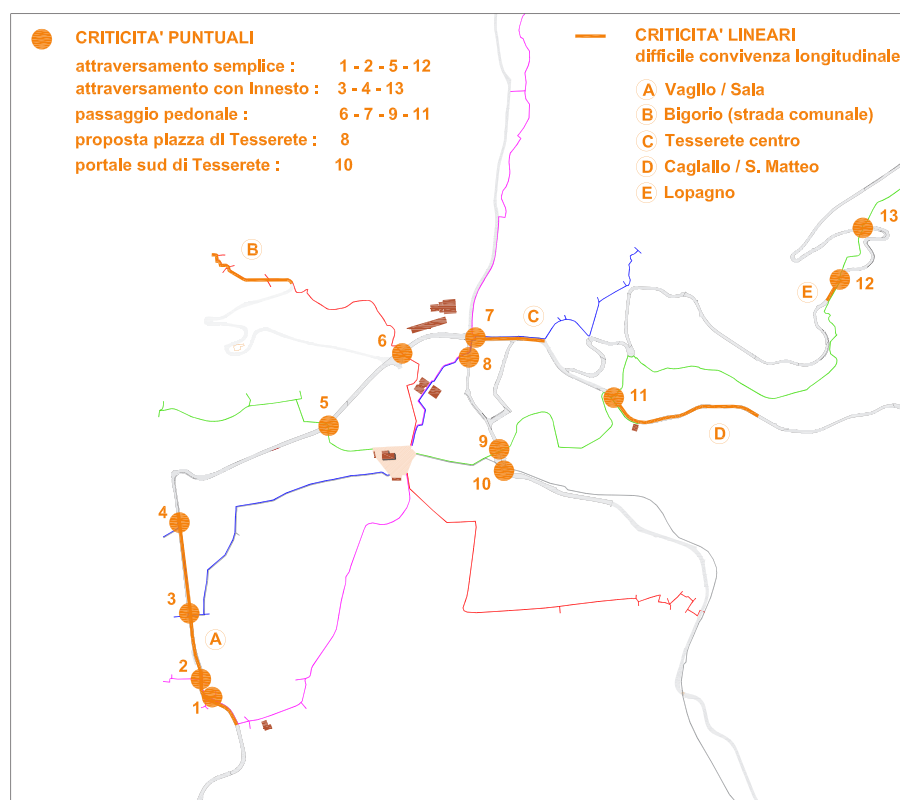 CRITICITA' PUNTUALI
attraversamento semplice : 1 - 2 - 5 - 12
attraversamento con Innesto : 3 - 4 - 13
passaggio pedonale : 6 - 7 - 9 - 11
proposta plazza dI Tesserete : 8
portale sud di Tesserete : 10
CRITICITA' LINEARI
difficile convivenza longitudinale
A Vaglio / Sala
B Bigorio (strada comunale)
C Tesserete centro
D Cagiallo / S. Matteo
E Lopagno
13
12
E
B
7
C
6
8
11
5
D
9
10
4
3
A
2
1